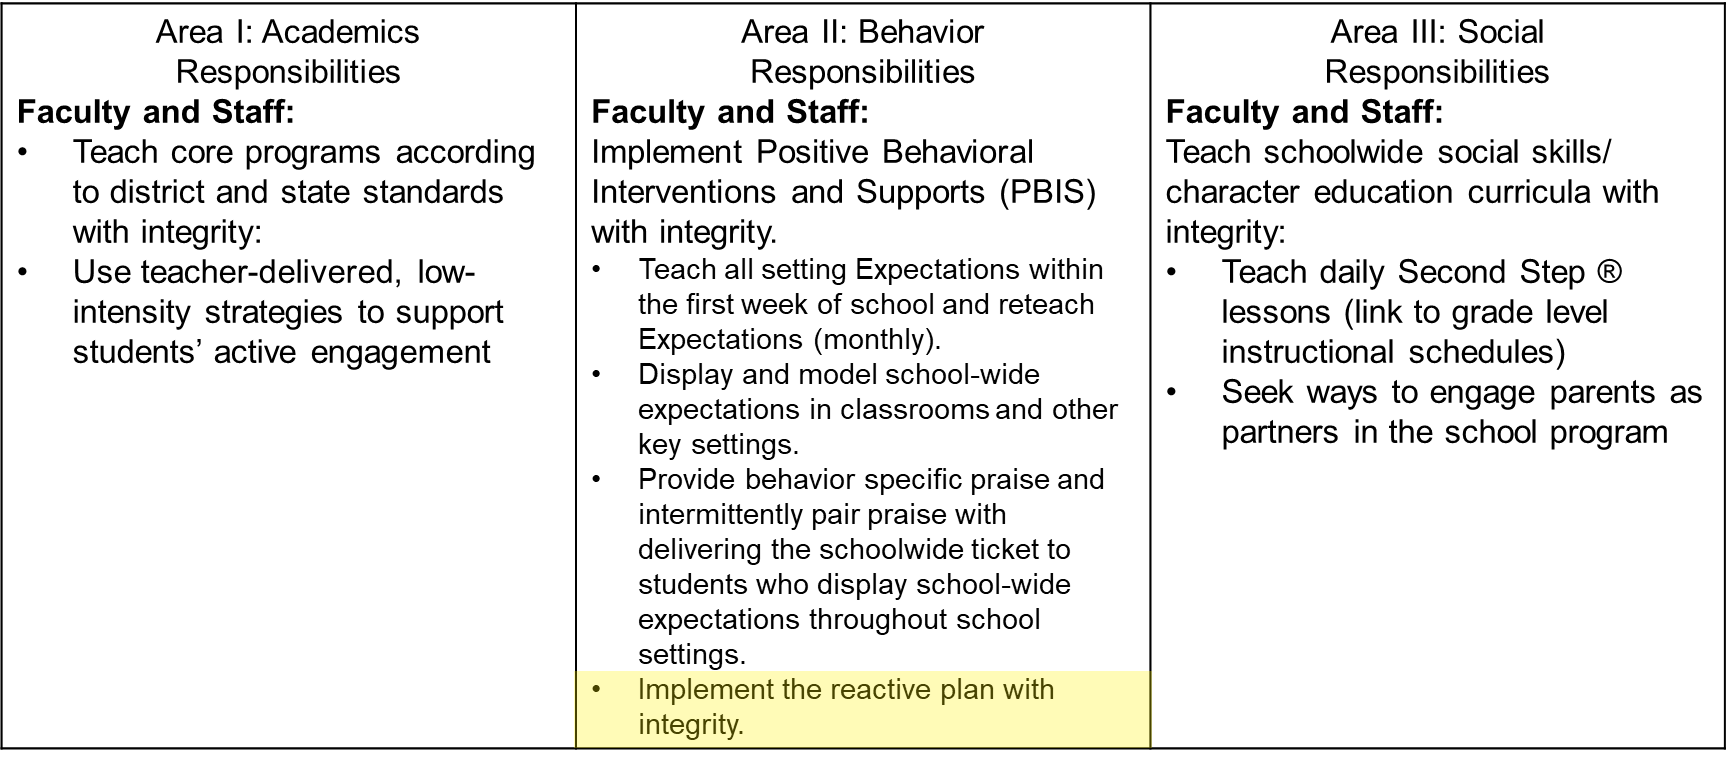 Area I: Academics
Responsibilities
Faculty and Staff:
• Teach core programs according
to district and state standards
with integrity:
• Use teacher-delivered, low-
intensity strategies to support
students’ active engagement
Area II: Behavior
Responsibilities
Faculty and Staff:
Implement Positive Behavioral
Interventions and Supports (PBIS)
with integrity.
• Teach all setting Expectations within
the first week of school and reteach
Expectations (monthly).
• Display and model school-wide
expectations in classrooms and other
key settings.
• Provide behavior specific praise and
intermittently pair praise with
delivering the schoolwide ticket to
students who display school-wide
expectations throughout school
settings.
• Implement the reactive plan with
integrity.
Area III: Social
Responsibilities
Faculty and Staff:
Teach schoolwide social skills/
character education curricula with
integrity:
• Teach daily Second Step ®
lessons (link to grade level
instructional schedules)
• Seek ways to engage parents as
partners in the school program